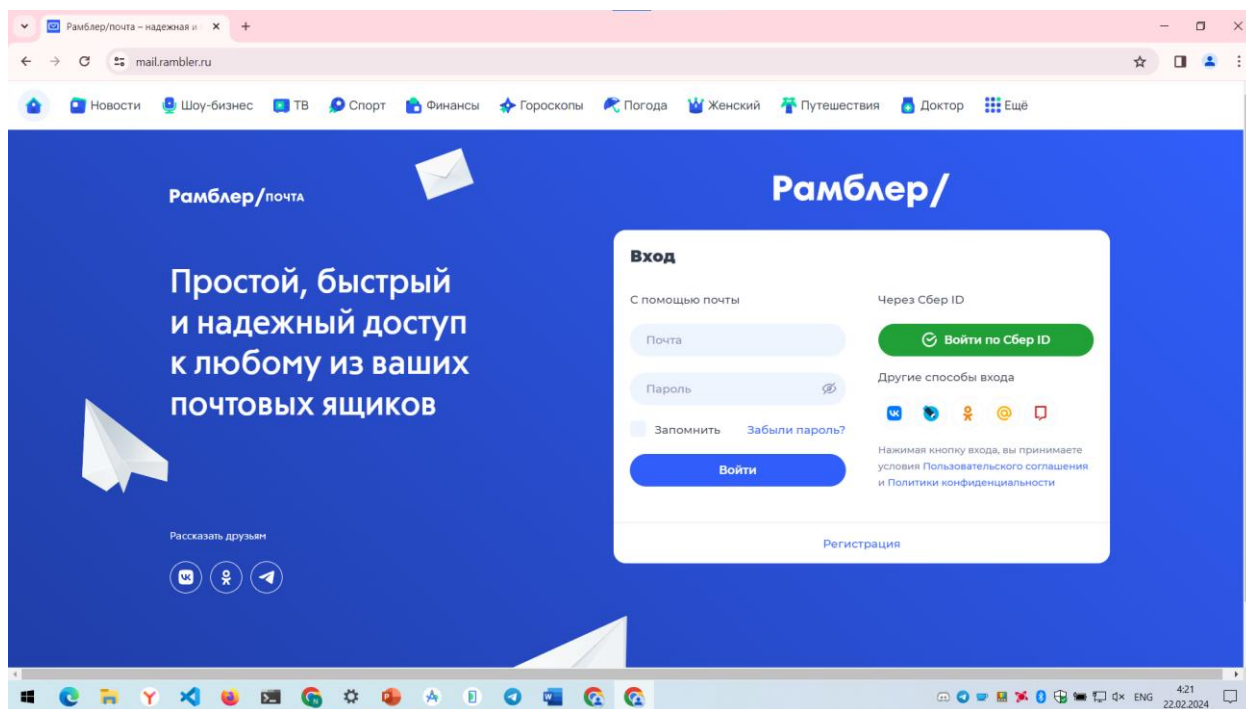 Рамблер/почта – надежная и
mail.rambler.ru
Новости Шоу-бизнес ТВ Спорт Финансы Гороскопы Погода Женский Путешествия Доктор Ещё
Рамблер/почта
Простой, быстрый
и надежный доступ
к любому из ваших
почтовых ящиков
Рассказать друзьям
Рамблер/
Вход
С помощью почты
Почта
Пароль
Запомнить Забыли пароль?
Войти
Через Сбер ID
Войти по Сбер ID
Другие способы входа
Нажимая кнопку входа, вы принимаете
условия Пользовательского соглашения
и Политики конфиденциальности
Регистрация
ENG
4:21
22.02.2024